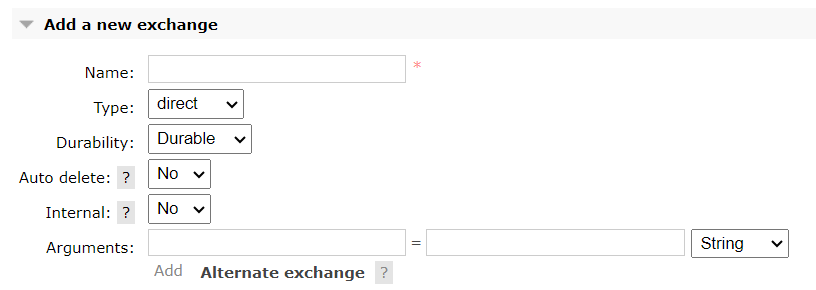 Add a new exchange
Name: *
Type: direct
Durability: Durable
Auto delete: ? No
Internal: ? No
Arguments: = String
Add Alternate exchange ?